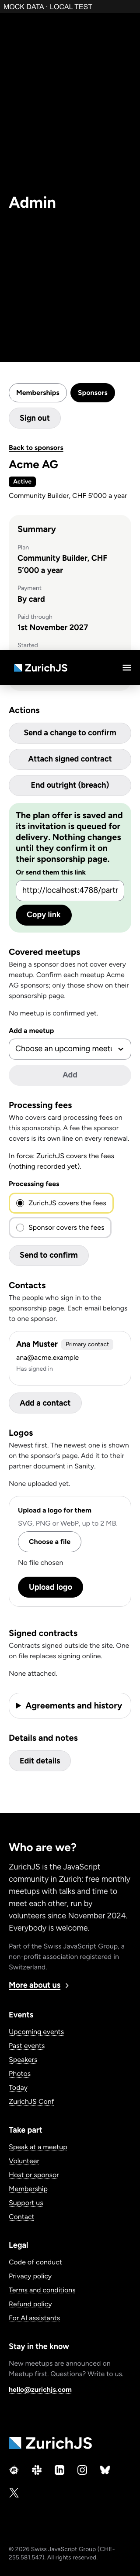 MOCK DATA · LOCAL TEST
Admin
Memberships
Sponsors
Sign out
Back to sponsors
Acme AG
Active
Community Builder, CHF 5'000 a year
Summary
Plan
Community Builder, CHF
5'000 a year
Payment
By card
Paid through
1st November 2027
Started
ZurichJS
Actions
Send a change to confirm
Attach signed contract
End outright (breach)
The plan offer is saved and
its invitation is queued for
delivery. Nothing changes
until they confirm it on
their sponsorship page.
Or send them this link
http://localhost:4788/partr
Copy link
Covered meetups
Being a sponsor does not cover every
meetup. Confirm each meetup Acme
AG sponsors; only those show on their
sponsorship page.
No meetup is confirmed yet.
Add a meetup
Choose an upcoming meetu
Add
Processing fees
Who covers card processing fees on
this sponsorship. A fee the sponsor
covers is its own line on every renewal.
In force: ZurichJS covers the fees
(nothing recorded yet).
Processing fees
ZurichJS covers the fees
Sponsor covers the fees
Send to confirm
Contacts
The people who sign in to the
sponsorship page. Each email belongs
to one sponsor.
Ana Muster
Primary contact
ana@acme.example
Has signed in
Add a contact
Logos
Newest first. The newest one is shown
on the sponsor's page. Add it to their
partner document in Sanity.
None uploaded yet.
Upload a logo for them
SVG, PNG or WebP, up to 2 MB.
Choose a file
No file chosen
Upload logo
Signed contracts
Contracts signed outside the site. One
on file replaces signing online.
None attached.
Agreements and history
Details and notes
Edit details
Who are we?
ZurichJS is the JavaScript
community in Zurich: free monthly
meetups with talks and time to
meet each other, run by
volunteers since November 2024.
Everybody is welcome.
Part of the Swiss JavaScript Group, a
non-profit association registered in
Switzerland.
More about us
Events
Upcoming events
Past events
Speakers
Photos
Today
ZurichJS Conf
Take part
Speak at a meetup
Volunteer
Host or sponsor
Membership
Support us
Contact
Legal
Code of conduct
Privacy policy
Terms and conditions
Refund policy
For AI assistants
Stay in the know
New meetups are announced on
Meetup first. Questions? Write to us.
hello@zurichjs.com
ZurichJS
© 2026 Swiss JavaScript Group (CHE-
255.581.547). All rights reserved.